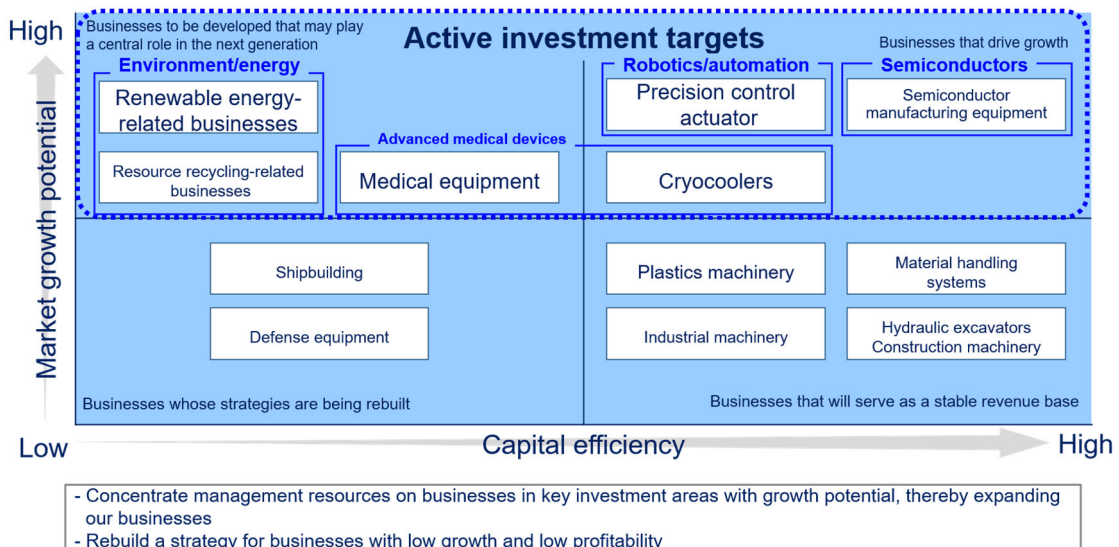 High
Businesses to be developed that may play
a central role in the next generation
Active investment targets
Businesses that drive growth
Environment/energy
Robotics/automation
Semiconductors
Renewable energy-
related businesses
Precision control
actuator
Semiconductor
manufacturing equipment
Advanced medical devices
Resource recycling-related
businesses
Medical equipment
Cryocoolers
Market growth potential
Shipbuilding
Plastics machinery
Material handling
systems
Defense equipment
Industrial machinery
Hydraulic excavators
Construction machinery
Businesses whose strategies are being rebuilt
Businesses that will serve as a stable revenue base
Low
Capital efficiency
High
- Concentrate management resources on businesses in key investment areas with growth potential, thereby expanding
our businesses
- Rebuild a strategy for businesses with low growth and low profitability